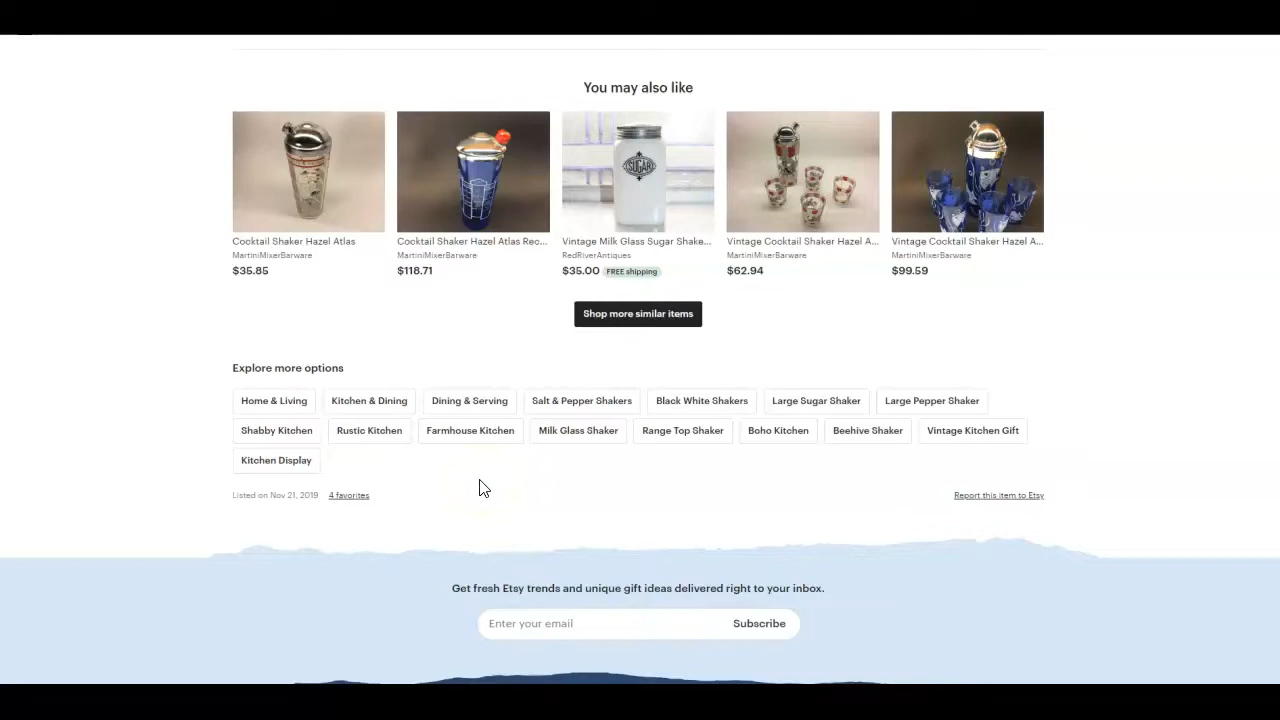 You may also like
SUGAR
Cocktail Shaker Hazel Atlas
MartiniMixerBarware
$35.85
Cocktail Shaker Hazel Atlas Rec...
MartiniMixerBarware
$118.71
Vintage Milk Glass Sugar Shake...
RedRiverAntiques
$35.00 FREE shipping
Vintage Cocktail Shaker Hazel A...
MartiniMixerBarware
$62.94
Vintage Cocktail Shaker Hazel A...
MartiniMixerBarware
$99.59
Shop more similar items
Explore more options
Home & Living Kitchen & Dining Dining & Serving Salt & Pepper Shakers Black White Shakers Large Sugar Shaker Large Pepper Shaker
Shabby Kitchen Rustic Kitchen Farmhouse Kitchen Milk Glass Shaker Range Top Shaker Boho Kitchen Beehive Shaker Vintage Kitchen Gift
Kitchen Display
Listed on Nov 21, 2019 4 favorites Report this item to Etsy
Get fresh Etsy trends and unique gift ideas delivered right to your inbox.
Enter your email Subscribe